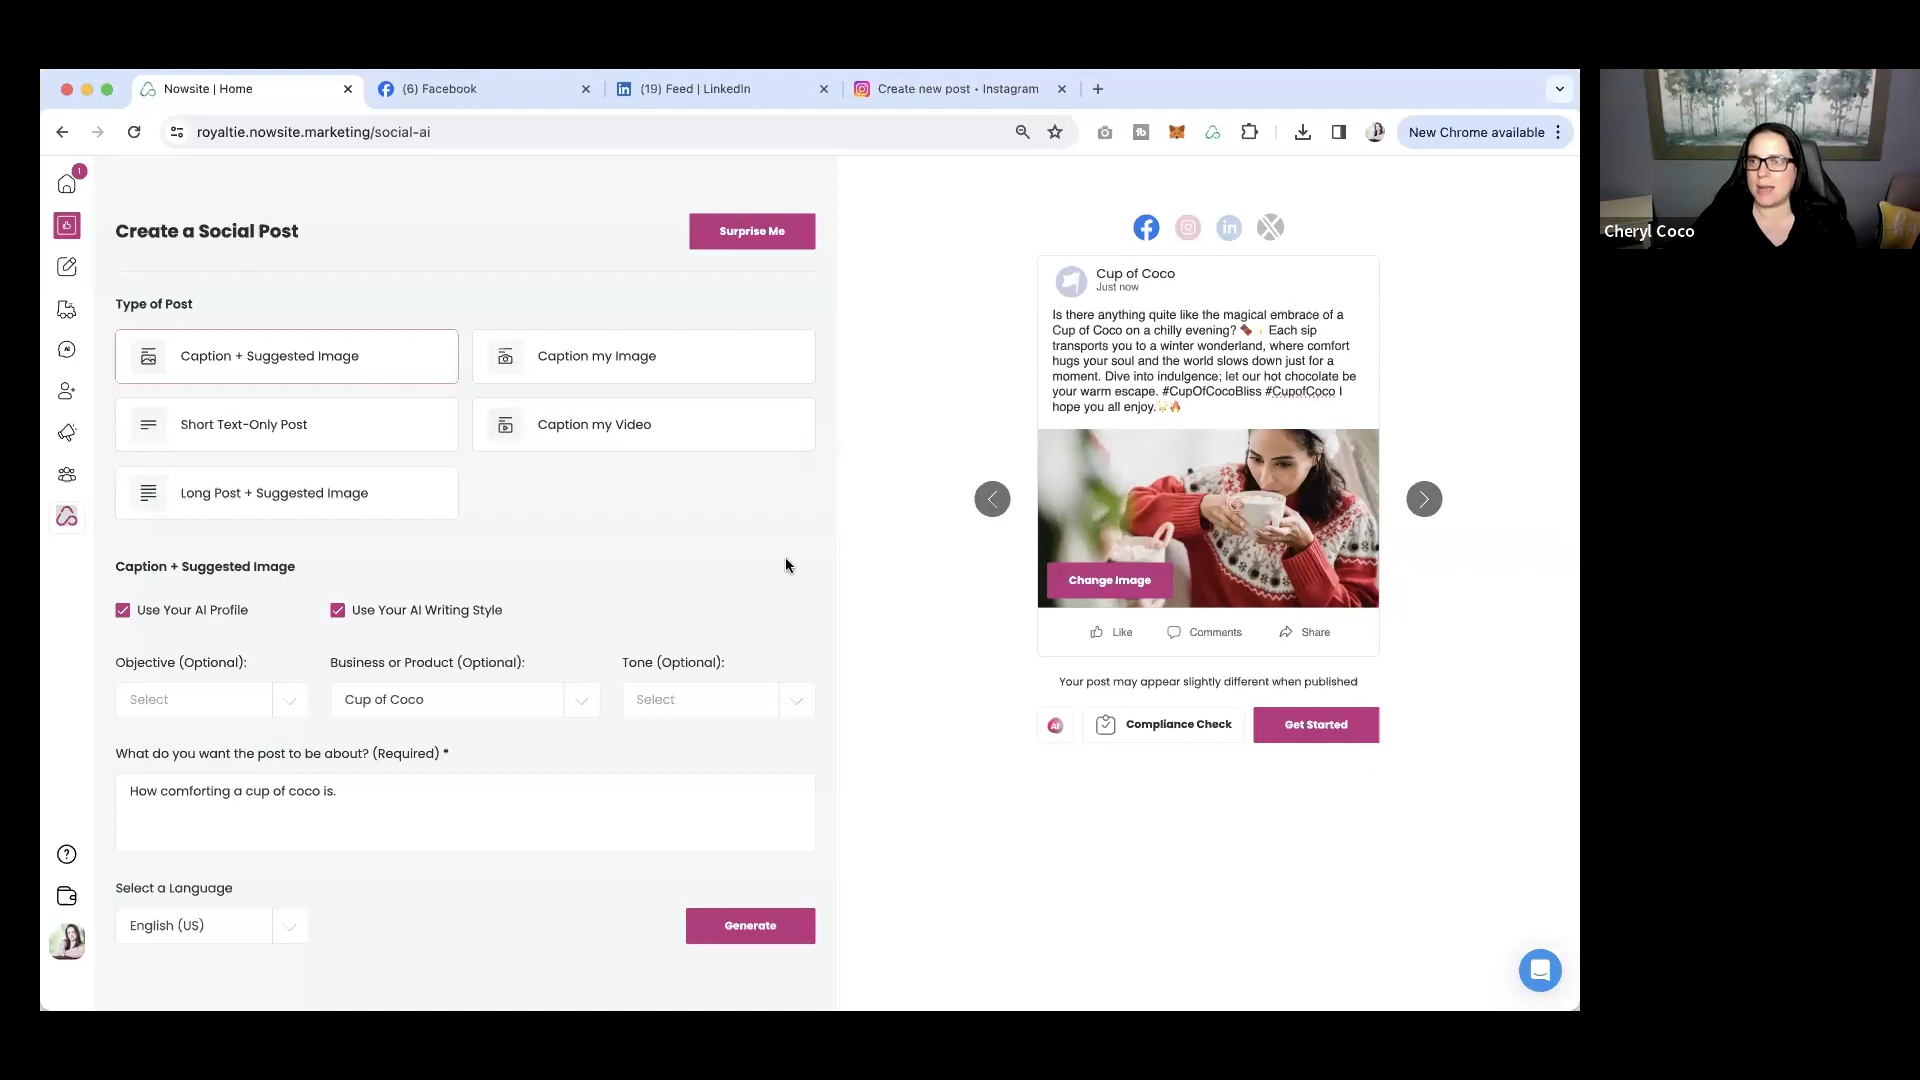 Nowsite | Home
(6) Facebook
(19) Feed | LinkedIn
Create new post • Instagram
royaltie.nowsite.marketing/social-ai
New Chrome available
Cheryl Coco
1
Create a Social Post
Surprise Me
Type of Post
Caption + Suggested Image
Caption my Image
Short Text-Only Post
Caption my Video
Long Post + Suggested Image
Caption + Suggested Image
Use Your AI Profile
Use Your AI Writing Style
Objective (Optional):
Business or Product (Optional):
Tone (Optional):
Select
Cup of Coco
Select
What do you want the post to be about? (Required) *
How comforting a cup of coco is.
Select a Language
English (US)
Generate
Cup of Coco
Just now
Is there anything quite like the magical embrace of a
Cup of Coco on a chilly evening? 🍫✨ Each sip
transports you to a winter wonderland, where comfort
hugs your soul and the world slows down just for a
moment. Dive into indulgence; let our hot chocolate be
your warm escape. #CupOfCocoBliss #CupofCoco I
hope you all enjoy.🌟🔥
Change Image
Like
Comments
Share
Your post may appear slightly different when published
AI
Compliance Check
Get Started